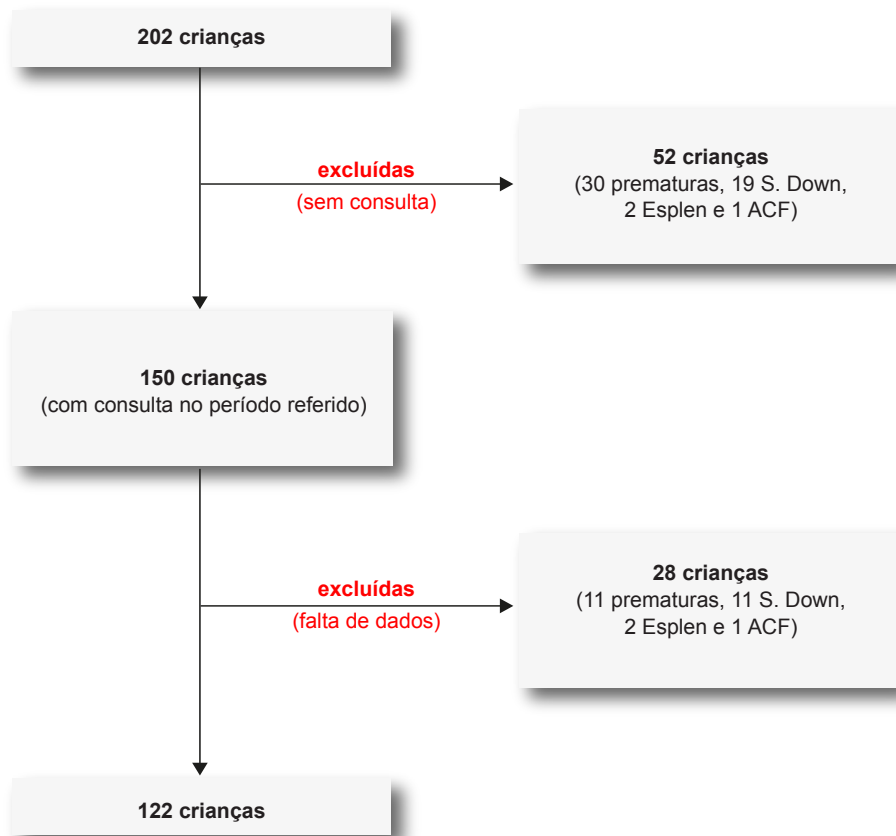 202 crianças
excluídas
(sem consulta)
52 crianças
(30 prematuras, 19 S. Down,
2 Esplen e 1 ACF)
150 crianças
(com consulta no período referido)
excluídas
(falta de dados)
28 crianças
(11 prematuras, 11 S. Down,
2 Esplen e 1 ACF)
122 crianças